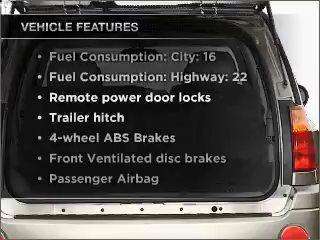 VEHICLE FEATURES
• Fuel Consumption: City: 16
• Fuel Consumption: Highway: 22
• Remote power door locks
• Trailer hitch
• 4-wheel ABS Brakes
• Front Ventilated disc brakes
• Passenger Airbag